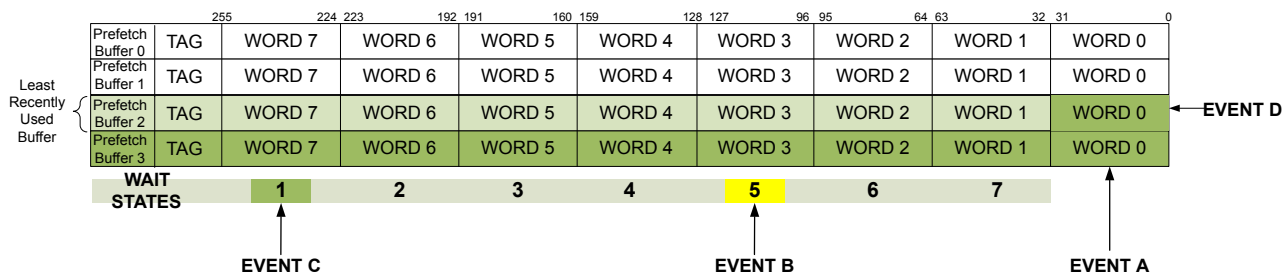 255 224 223 192 191 160 159 128 127 96 95 64 63 32 31 0
Prefetch Buffer 0 TAG WORD 7 WORD 6 WORD 5 WORD 4 WORD 3 WORD 2 WORD 1 WORD 0
Prefetch Buffer 1 TAG WORD 7 WORD 6 WORD 5 WORD 4 WORD 3 WORD 2 WORD 1 WORD 0
Least
Recently
Used
Buffer
Prefetch Buffer 2 TAG WORD 7 WORD 6 WORD 5 WORD 4 WORD 3 WORD 2 WORD 1 WORD 0 EVENT D
Prefetch Buffer 3 TAG WORD 7 WORD 6 WORD 5 WORD 4 WORD 3 WORD 2 WORD 1 WORD 0
WAIT
STATES
1 2 3 4 5 6 7
EVENT C EVENT B EVENT A